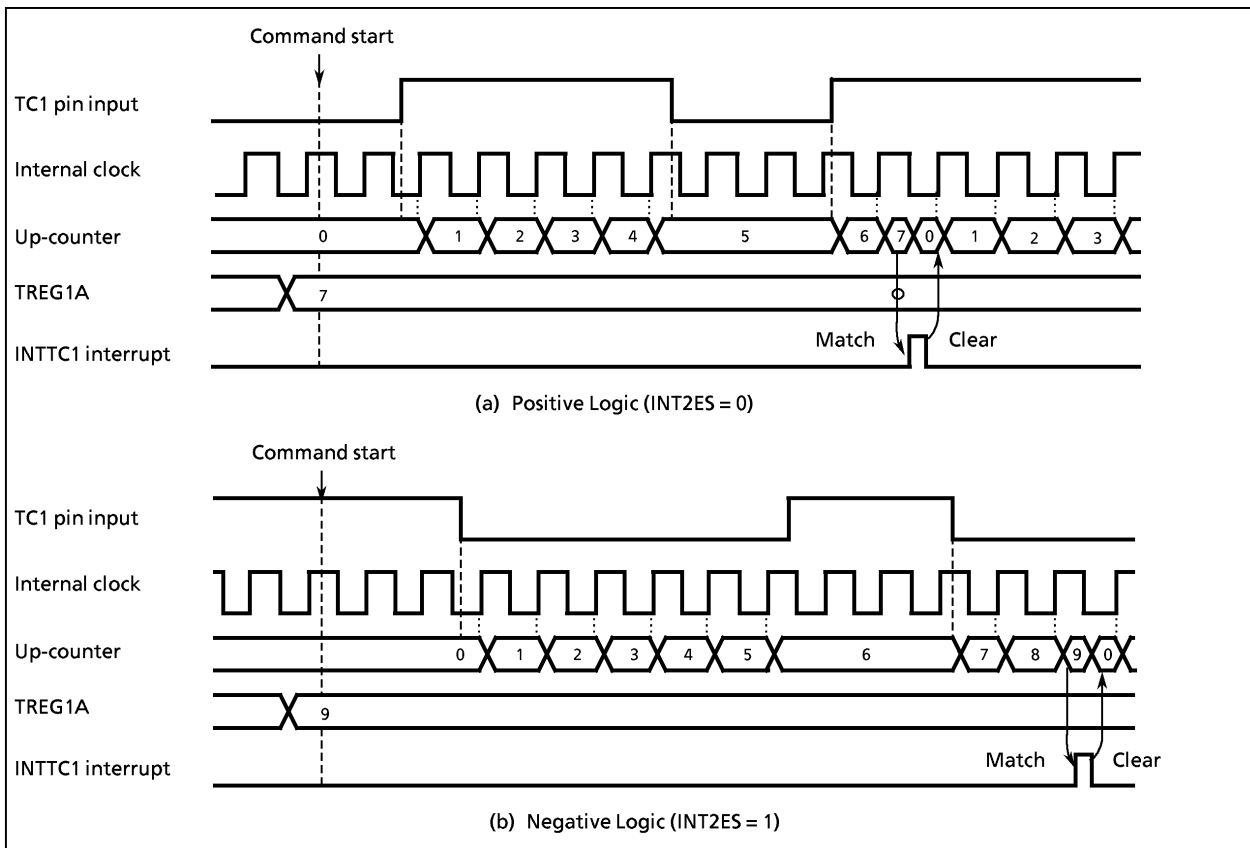 Command start
TC1 pin input
Internal clock
Up-counter 0 1 2 3 4 5 6 7 0 1 2 3
TREG1A 7
Match Clear
INTTC1 interrupt
(a) Positive Logic (INT2ES = 0)
Command start
TC1 pin input
Internal clock
Up-counter 0 1 2 3 4 5 6 7 8 9 0
TREG1A 9
Match Clear
INTTC1 interrupt
(b) Negative Logic (INT2ES = 1)